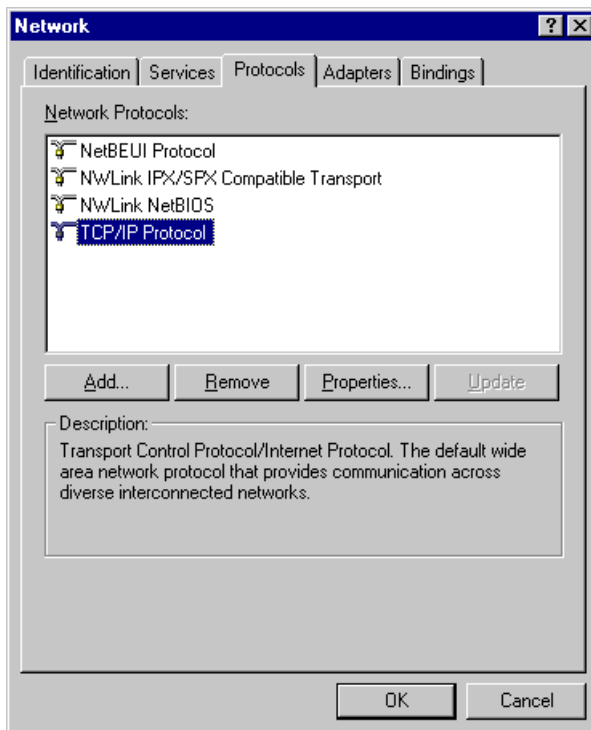 Network
Identification Services Protocols Adapters Bindings
Network Protocols:
NetBEUI Protocol
NWLink IPX/SPX Compatible Transport
NWLink NetBIOS
TCP/IP Protocol
Add... Remove Properties... Update
Description:
Transport Control Protocol/Internet Protocol. The default wide
area network protocol that provides communication across
diverse interconnected networks.
OK Cancel